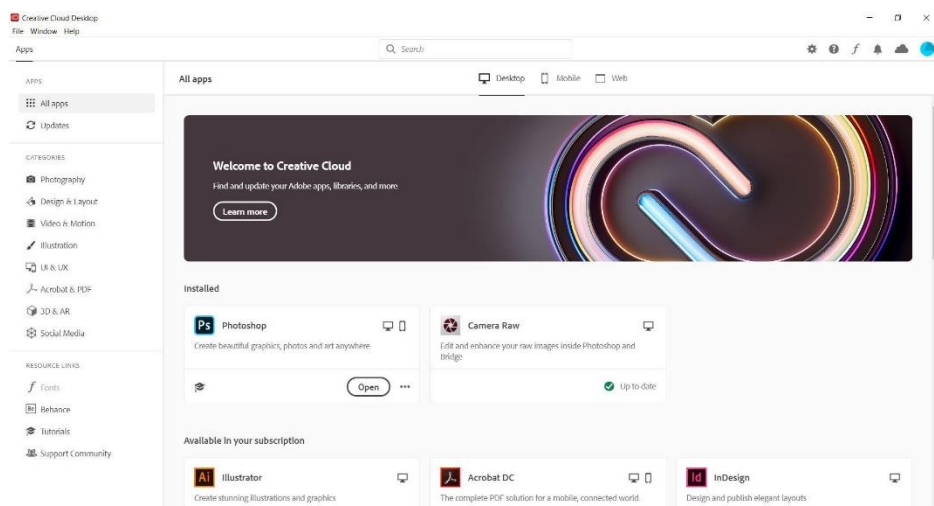 Creative Cloud Desktop
File Window Help
Apps
Search
APPS
All apps
Updates
CATEGORIES
Photography
Design & Layout
Video & Motion
Illustration
UI & UX
Acrobat & PDF
3D & AR
Social Media
RESOURCE LINKS
Fonts
Behance
Tutorials
Support Community
All apps
Desktop Mobile Web
Welcome to Creative Cloud
Find and update your Adobe apps, libraries, and more
Learn more
Installed
Ps Photoshop
Create beautiful graphics, photos and art anywhere
Open
Camera Raw
Edit and enhance your raw images inside Photoshop and
Bridge
Up to date
Available in your subscription
Ai Illustrator
Create stunning illustrations and graphics
Acrobat DC
The complete PDF solution for a mobile, connected world.
Id InDesign
Design and publish elegant layouts